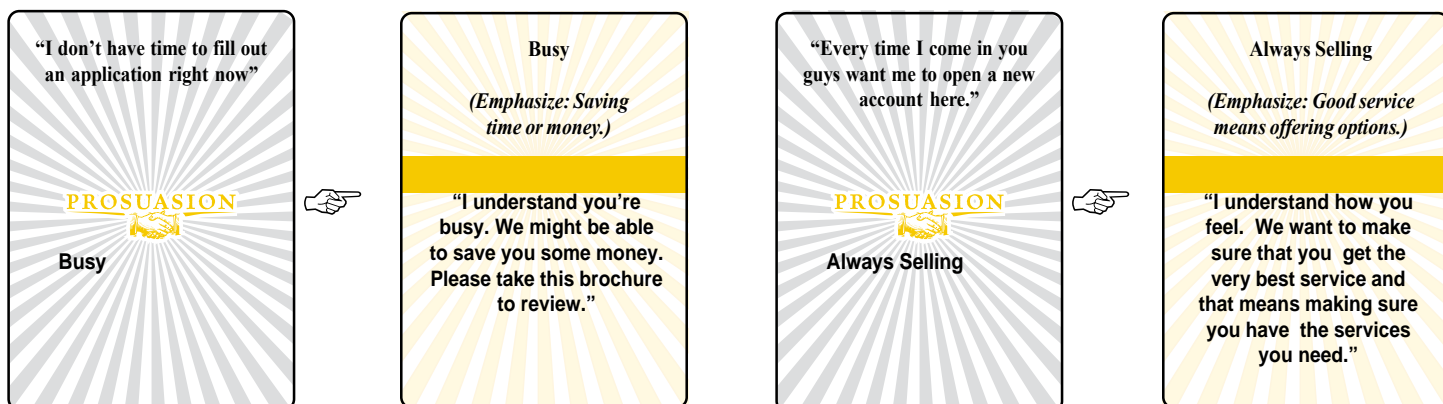 “I don’t have time to fill out
an application right now”
PROSUASION
Busy
Busy
(Emphasize: Saving
time or money.)
“I understand you’re
busy. We might be able
to save you some money.
Please take this brochure
to review.”
“Every time I come in you
guys want me to open a new
account here.”
PROSUASION
Always Selling
Always Selling
(Emphasize: Good service
means offering options.)
“I understand how you
feel.  We want to make
sure that you  get the
very best service and
that means making sure
you have  the services
you need.”